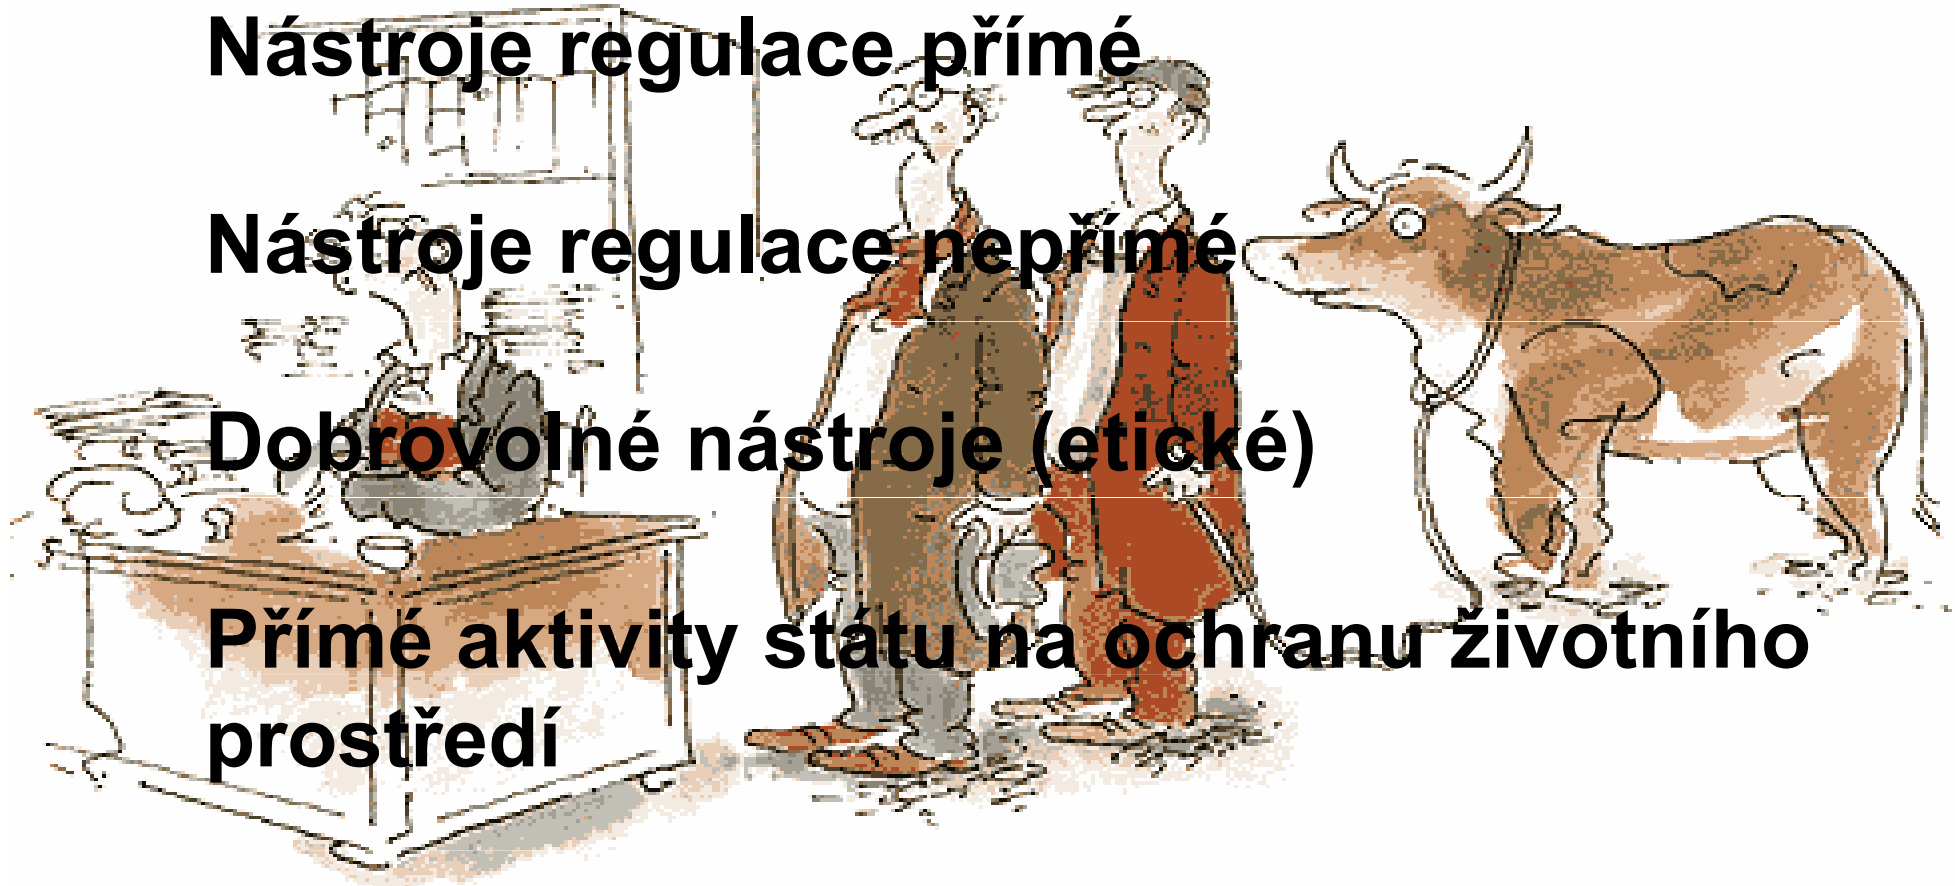 Nástroje regulace přímé
Nástroje regulace nepřímé
Dobrovolné nástroje (etické)
Přímé aktivity státu na ochranu životního
prostředí